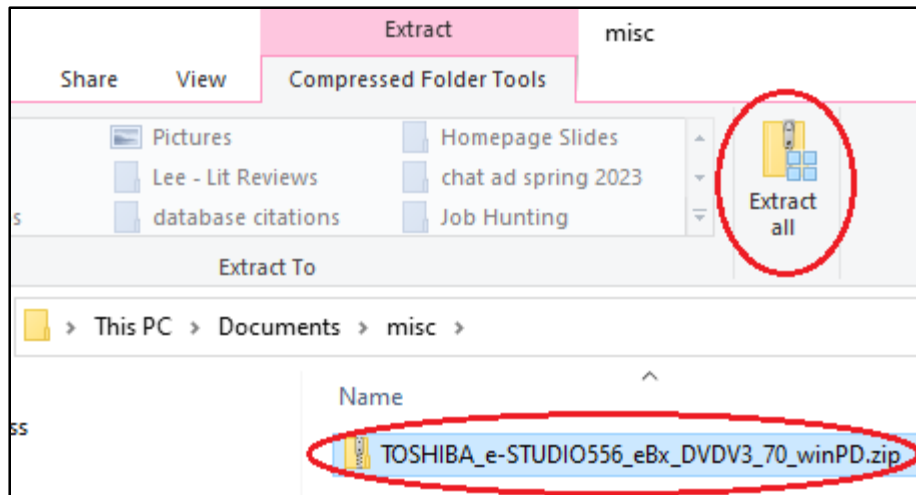 Extract misc
Share View Compressed Folder Tools
Pictures Homepage Slides
Lee - Lit Reviews chat ad spring 2023
s database citations Job Hunting
Extract all
Extract To
> This PC > Documents > misc >
Name
ss
TOSHIBA_e-STUDIO556_eBx_DVDV3_70_winPD.zip